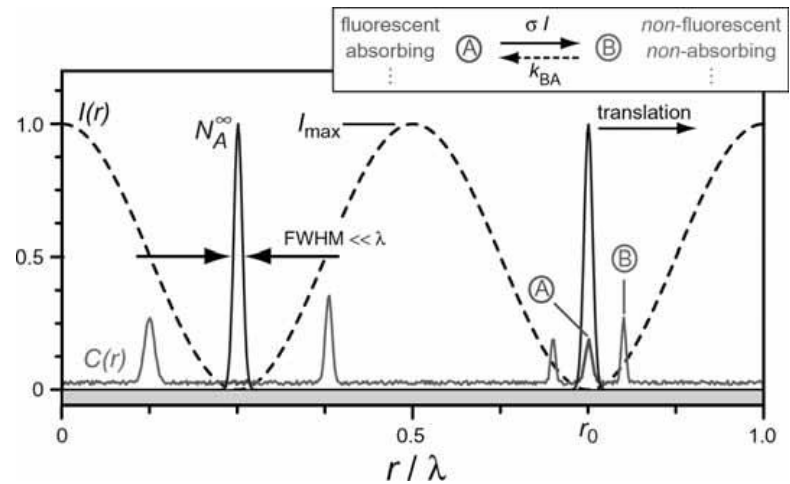 fluorescent
absorbing
⋮
A
σ I
k_BA
B
non-fluorescent
non-absorbing
⋮
I(r)
N_A^∞
I_max
translation
1.0
FWHM << λ
0.5
A
B
C(r)
0
0
0.5
r_0
1.0
r / λ